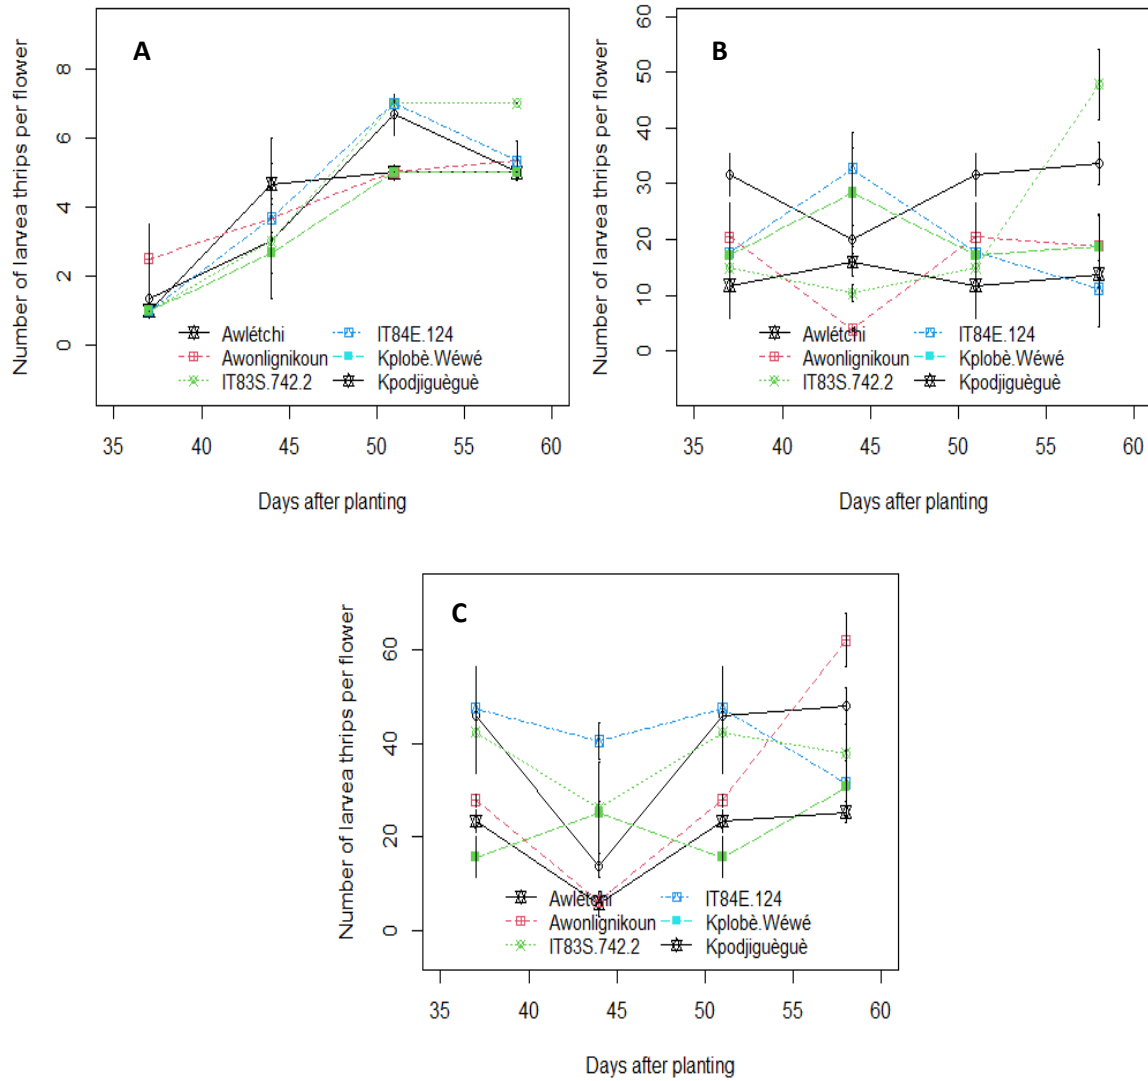 A
Number of larvea thrips per flower
8
6
4
2
0
Awlétchi
Awonlignikoun
IT83S.742.2
IT84E.124
Kplobè.Wéwé
Kpodjiguèguè
35 40 45 50 55 60
Days after planting
B
Number of larvea thrips per flower
60
50
40
30
20
10
0
Awlétchi
Awonlignikoun
IT83S.742.2
IT84E.124
Kplobè.Wéwé
Kpodjiguèguè
35 40 45 50 55 60
Days after planting
C
Number of larvea thrips per flower
60
40
20
0
Awlétchi
Awonlignikoun
IT83S.742.2
IT84E.124
Kplobè.Wéwé
Kpodjiguèguè
35 40 45 50 55 60
Days after planting